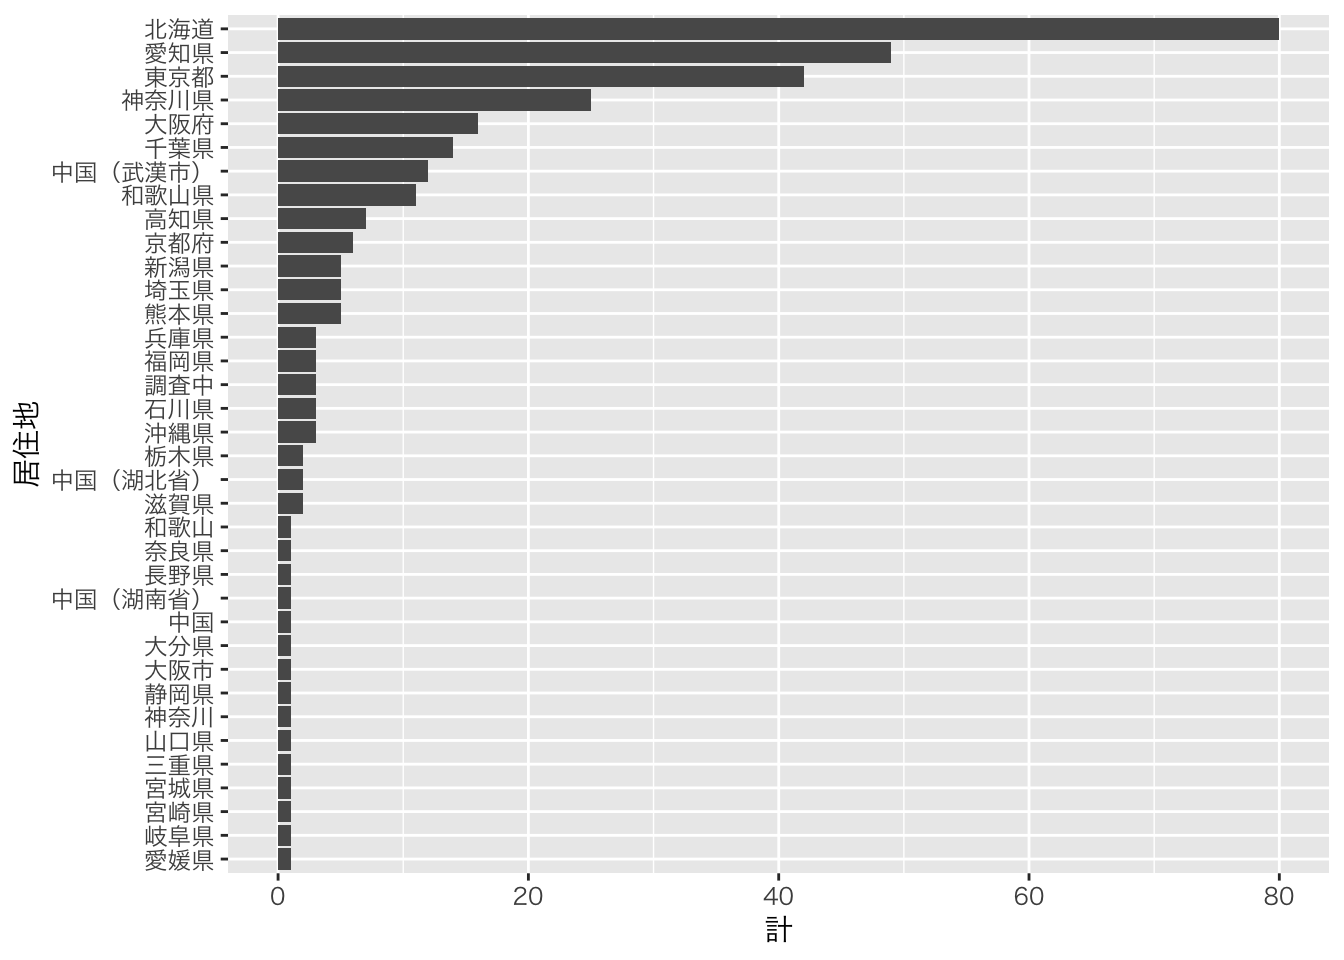 北海道
愛知県
東京都
神奈川県
大阪府
千葉県
中国（武漢市）
和歌山県
高知県
京都府
新潟県
埼玉県
熊本県
兵庫県
福岡県
調査中
石川県
沖縄県
栃木県
中国（湖北省）
滋賀県
和歌山
奈良県
長野県
中国（湖南省）
中国
大分県
大阪市
静岡県
神奈川
山口県
三重県
宮城県
宮崎県
岐阜県
愛媛県
居住地
0 20 40 60 80
計